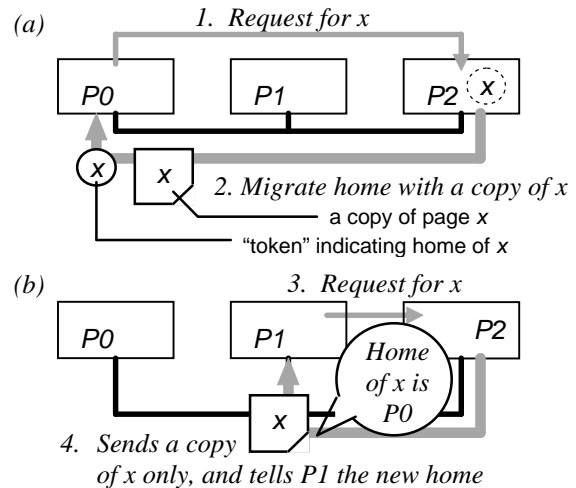 (a)
1. Request for x
P0
P1
P2
x
x
x
2. Migrate home with a copy of x
a copy of page x
“token” indicating home of x
(b)
3. Request for x
P0
P1
P2
Home
of x is
P0
x
4. Sends a copy
of x only, and tells P1 the new home